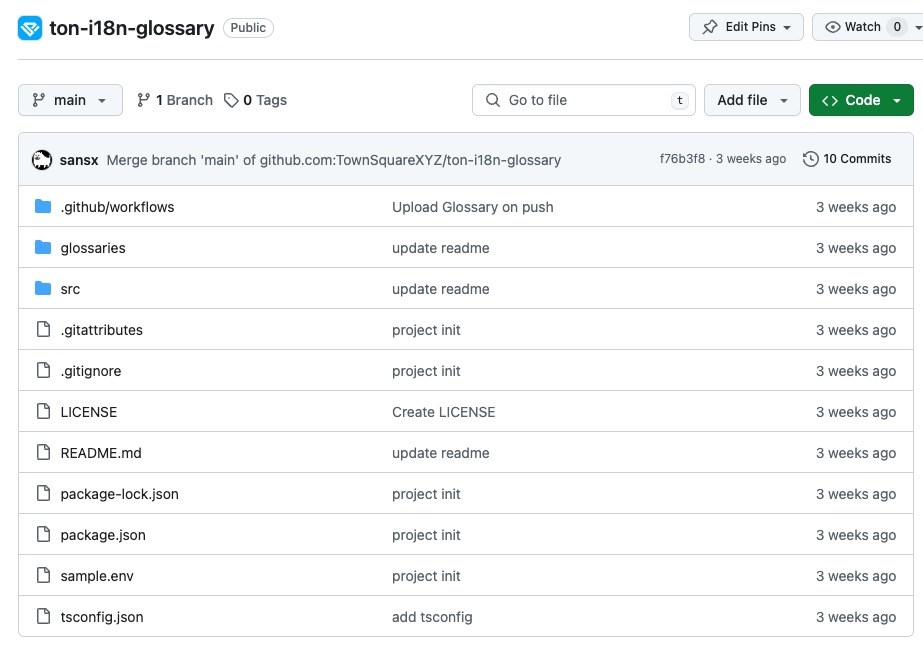 ton-i18n-glossary Public Edit Pins Watch 0
main 1 Branch 0 Tags Go to file t Add file Code
sansx Merge branch 'main' of github.com:TownSquareXYZ/ton-i18n-glossary f76b3f8 · 3 weeks ago 10 Commits
.github/workflows Upload Glossary on push 3 weeks ago
glossaries update readme 3 weeks ago
src update readme 3 weeks ago
.gitattributes project init 3 weeks ago
.gitignore project init 3 weeks ago
LICENSE Create LICENSE 3 weeks ago
README.md update readme 3 weeks ago
package-lock.json project init 3 weeks ago
package.json project init 3 weeks ago
sample.env project init 3 weeks ago
tsconfig.json add tsconfig 3 weeks ago